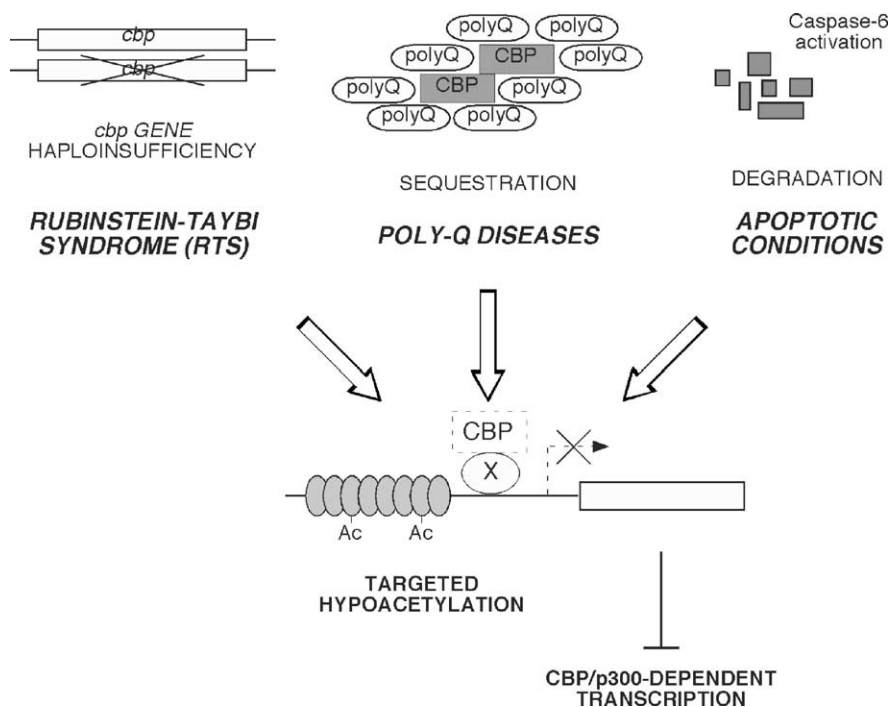 cbp
cbp
cbp GENE
HAPLOINSUFFICIENCY
RUBINSTEIN-TAYBI
SYNDROME (RTS)
polyQ polyQ
polyQ CBP polyQ
polyQ CBP polyQ
polyQ polyQ
SEQUESTRATION
POLY-Q DISEASES
Caspase-6
activation
DEGRADATION
APOPTOTIC
CONDITIONS
CBP
X
Ac Ac
TARGETED
HYPOACETYLATION
CBP/p300-DEPENDENT
TRANSCRIPTION